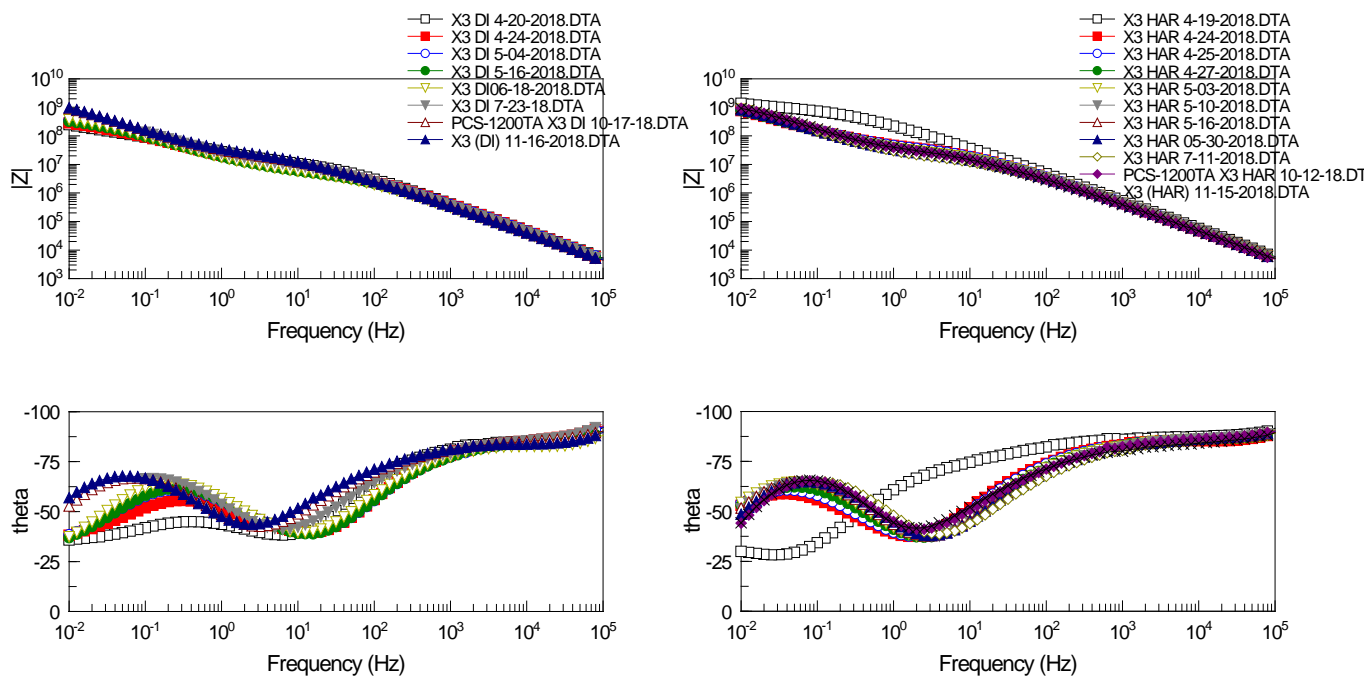 X3 DI 4-20-2018.DTA
X3 DI 4-24-2018.DTA
X3 DI 5-04-2018.DTA
X3 DI 5-16-2018.DTA
X3 DI06-18-2018.DTA
X3 DI 7-23-18.DTA
PCS-1200TA X3 DI 10-17-18.DTA
X3 (DI) 11-16-2018.DTA
10^10
10^9
10^8
10^7
10^6
10^5
10^4
10^3
|Z|
10^-2 10^-1 10^0 10^1 10^2 10^3 10^4 10^5
Frequency (Hz)
X3 HAR 4-19-2018.DTA
X3 HAR 4-24-2018.DTA
X3 HAR 4-25-2018.DTA
X3 HAR 4-27-2018.DTA
X3 HAR 5-03-2018.DTA
X3 HAR 5-10-2018.DTA
X3 HAR 5-16-2018.DTA
X3 HAR 05-30-2018.DTA
X3 HAR 7-11-2018.DTA
PCS-1200TA X3 HAR 10-12-18.DT
X3 (HAR) 11-15-2018.DTA
10^10
10^9
10^8
10^7
10^6
10^5
10^4
10^3
|Z|
10^-2 10^-1 10^0 10^1 10^2 10^3 10^4 10^5
Frequency (Hz)
-100
-75
-50
-25
0
theta
10^-2 10^-1 10^0 10^1 10^2 10^3 10^4 10^5
Frequency (Hz)
-100
-75
-50
-25
0
theta
10^-2 10^-1 10^0 10^1 10^2 10^3 10^4 10^5
Frequency (Hz)